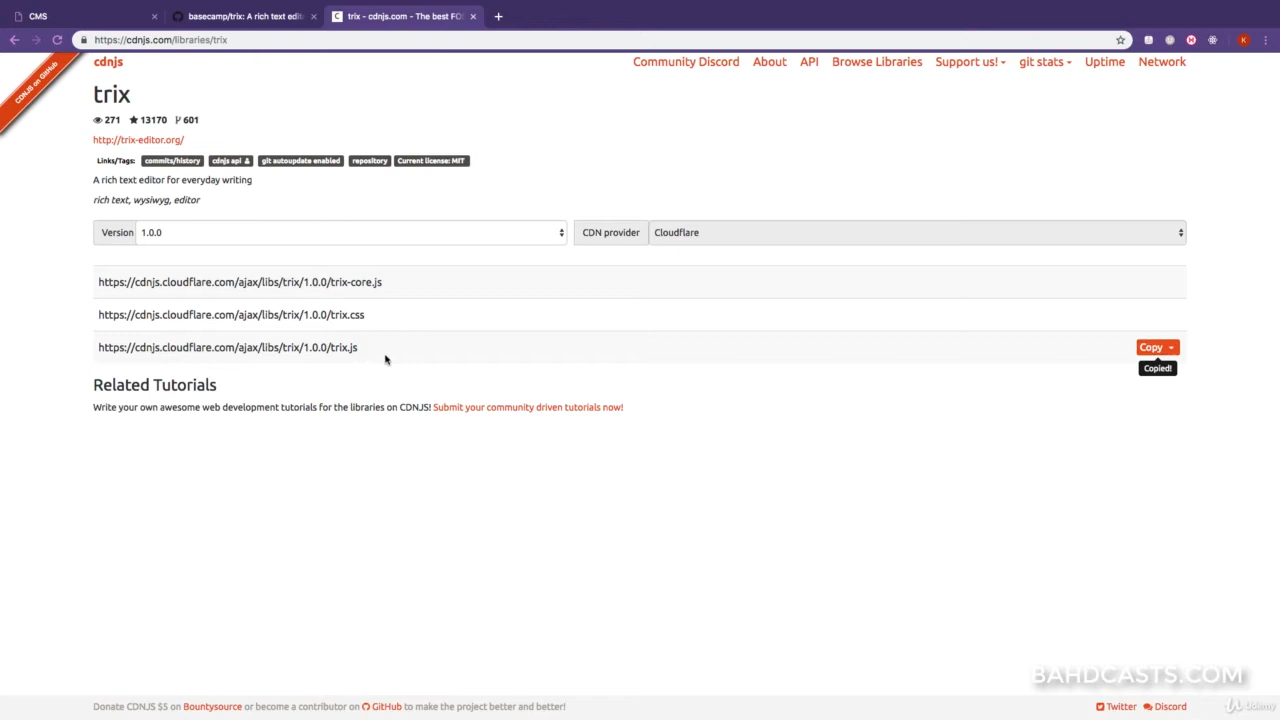 CMS
basecamp/trix: A rich text edit
trix - cdnjs.com - The best FO
https://cdnjs.com/libraries/trix
CDNJS on GitHub
cdnjs
Community Discord
About
API
Browse Libraries
Support us!
git stats
Uptime
Network
trix
271 13170 601
http://trix-editor.org/
Links/Tags: commits/history cdnjs api git autoupdate enabled repository Current license: MIT
A rich text editor for everyday writing
rich text, wysiwyg, editor
Version 1.0.0
CDN provider Cloudflare
https://cdnjs.cloudflare.com/ajax/libs/trix/1.0.0/trix-core.js
https://cdnjs.cloudflare.com/ajax/libs/trix/1.0.0/trix.css
https://cdnjs.cloudflare.com/ajax/libs/trix/1.0.0/trix.js
Copy
Copied!
Related Tutorials
Write your own awesome web development tutorials for the libraries on CDNJS! Submit your community driven tutorials now!
BAHDCASTS.COM
Donate CDNJS $5 on Bountysource or become a contributor on GitHub to make the project better and better!
Twitter
Discord
Udemy